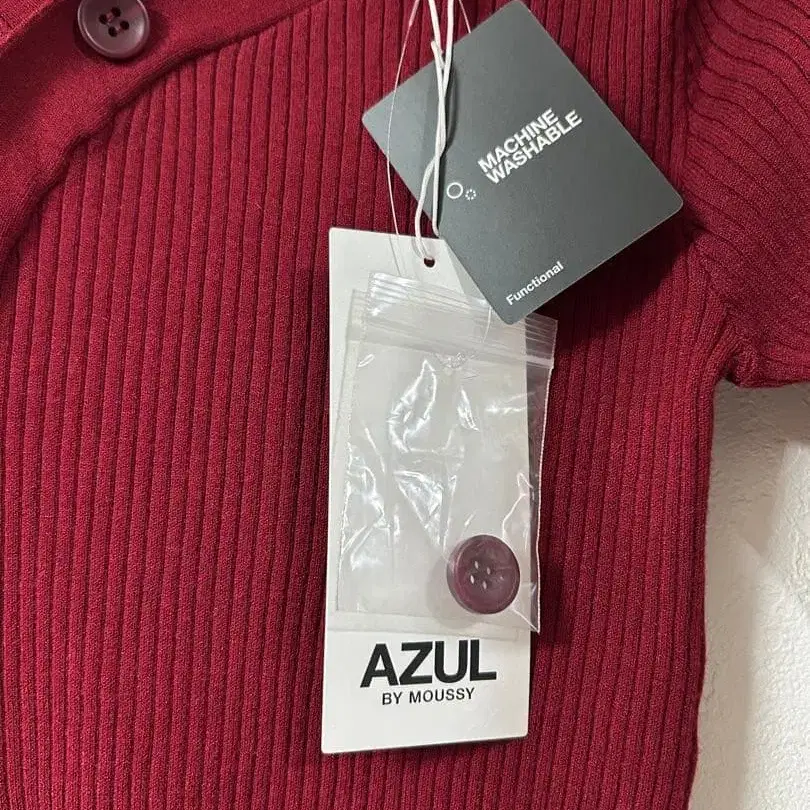 MACHINE
WASHABLE
Functional
AZUL
BY MOUSSY